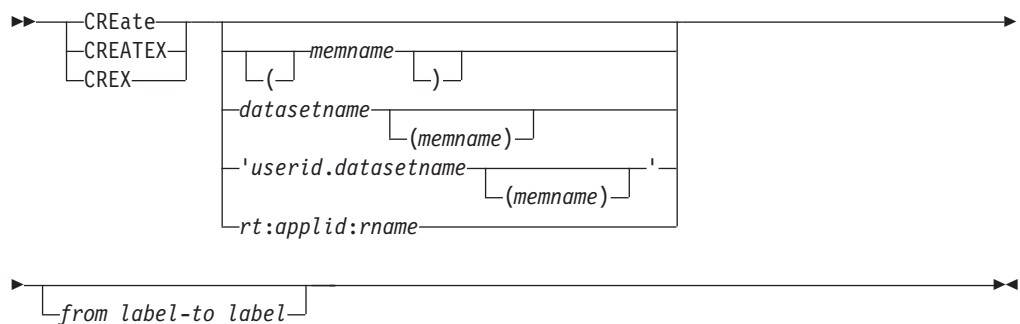 CREate
CREATEX
CREX
( memname )
datasetname (memname)
'userid.datasetname (memname) '
rt:applid:rname
from label-to label